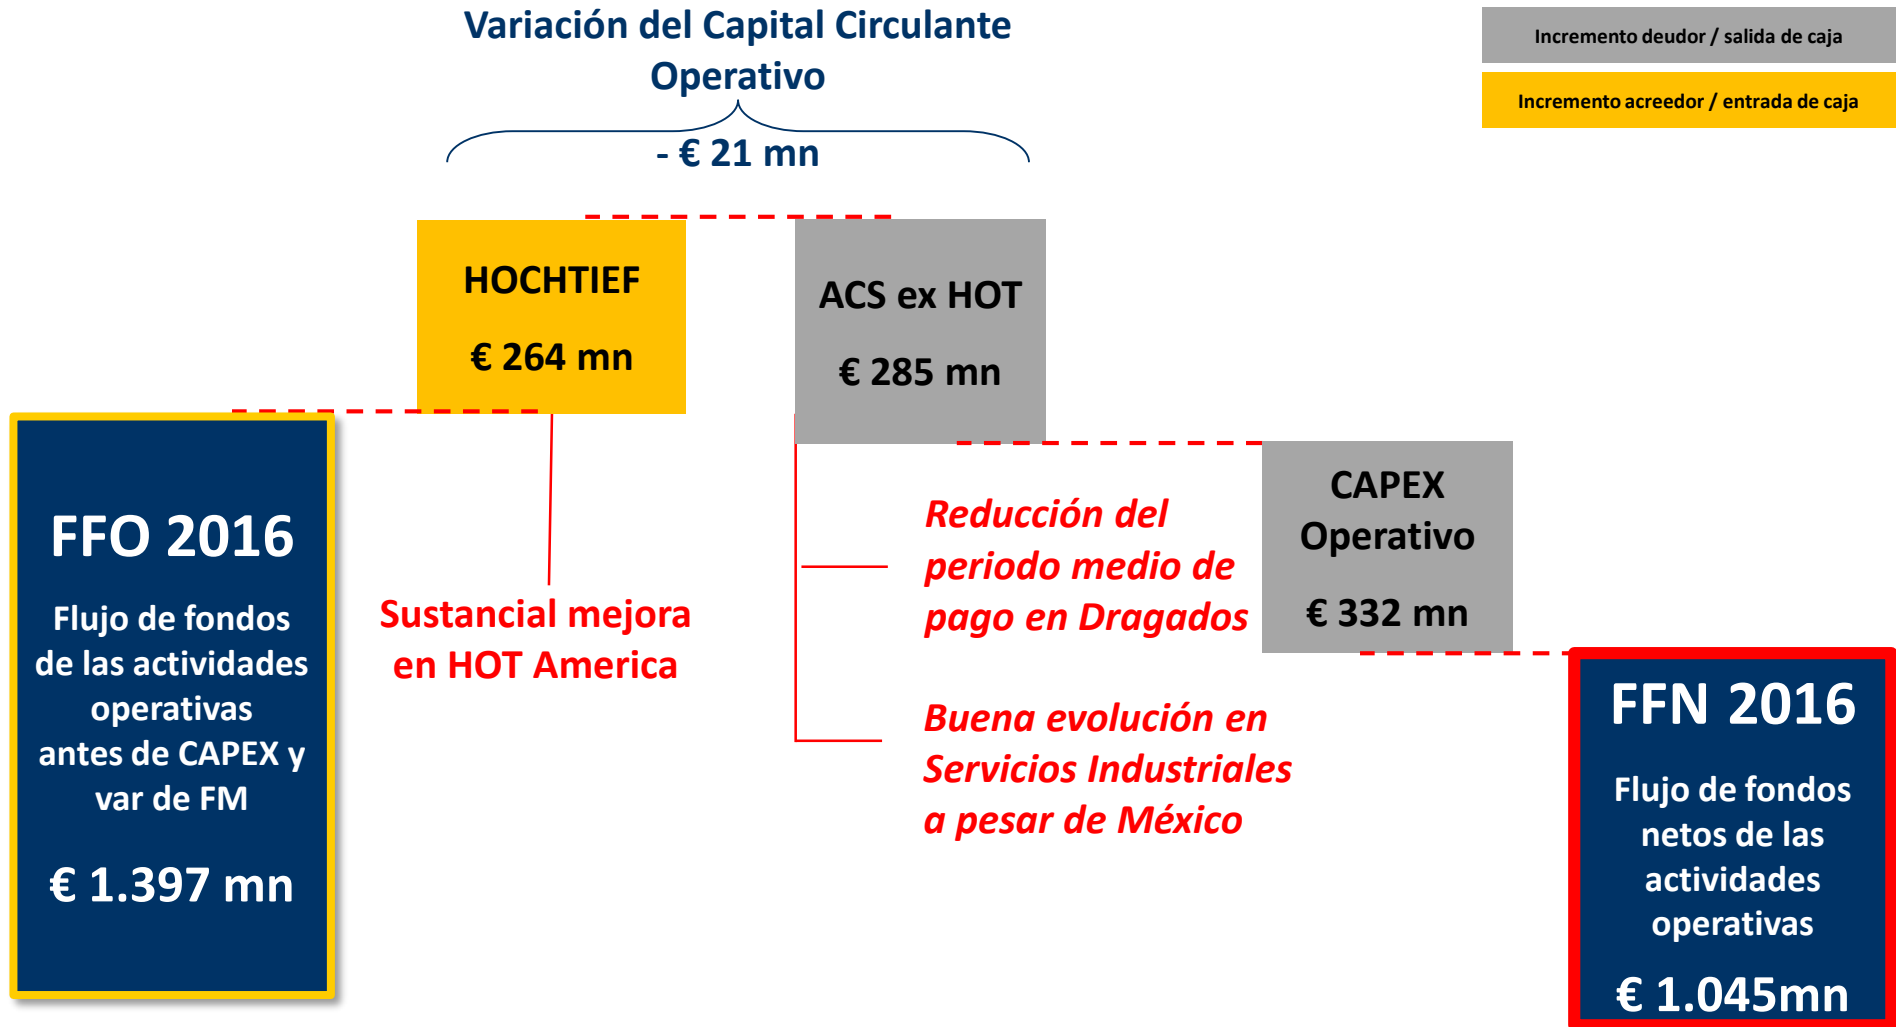 Variación del Capital Circulante
Operativo
- € 21 mn
Incremento deudor / salida de caja
Incremento acreedor / entrada de caja
HOCHTIEF
€ 264 mn
ACS ex HOT
€ 285 mn
CAPEX
Operativo
€ 332 mn
FFO 2016
Flujo de fondos
de las actividades
operativas
antes de CAPEX y
var de FM
€ 1.397 mn
Sustancial mejora
en HOT America
Reducción del
periodo medio de
pago en Dragados
Buena evolución en
Servicios Industriales
a pesar de México
FFN 2016
Flujo de fondos
netos de las
actividades
operativas
€ 1.045mn